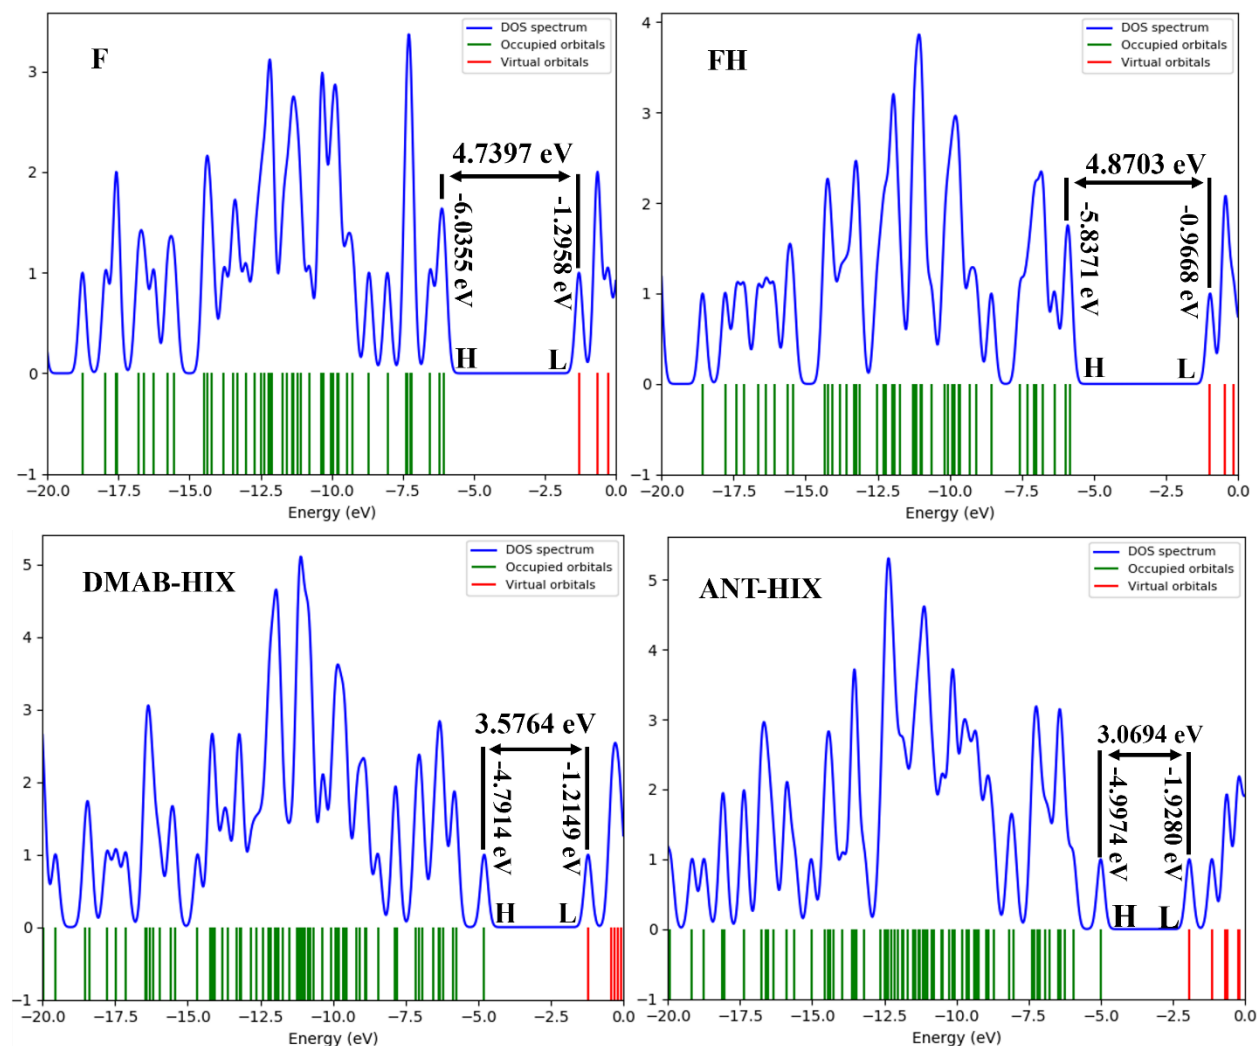 F
DOS spectrum
Occupied orbitals
Virtual orbitals
4.7397 eV
-6.0355 eV
-1.2958 eV
H
L
3
2
1
0
−1
−20.0 −17.5 −15.0 −12.5 −10.0 −7.5 −5.0 −2.5 0.0
Energy (eV)
FH
DOS spectrum
Occupied orbitals
Virtual orbitals
4.8703 eV
-5.8371 eV
-0.9668 eV
H
L
4
3
2
1
0
−1
−20.0 −17.5 −15.0 −12.5 −10.0 −7.5 −5.0 −2.5 0.0
Energy (eV)
DMAB-HIX
DOS spectrum
Occupied orbitals
Virtual orbitals
3.5764 eV
-4.7914 eV
-1.2149 eV
H
L
5
4
3
2
1
0
−1
−20.0 −17.5 −15.0 −12.5 −10.0 −7.5 −5.0 −2.5 0.0
Energy (eV)
ANT-HIX
DOS spectrum
Occupied orbitals
Virtual orbitals
3.0694 eV
-4.9974 eV
-1.9280 eV
H
L
5
4
3
2
1
0
−1
−20.0 −17.5 −15.0 −12.5 −10.0 −7.5 −5.0 −2.5 0.0
Energy (eV)